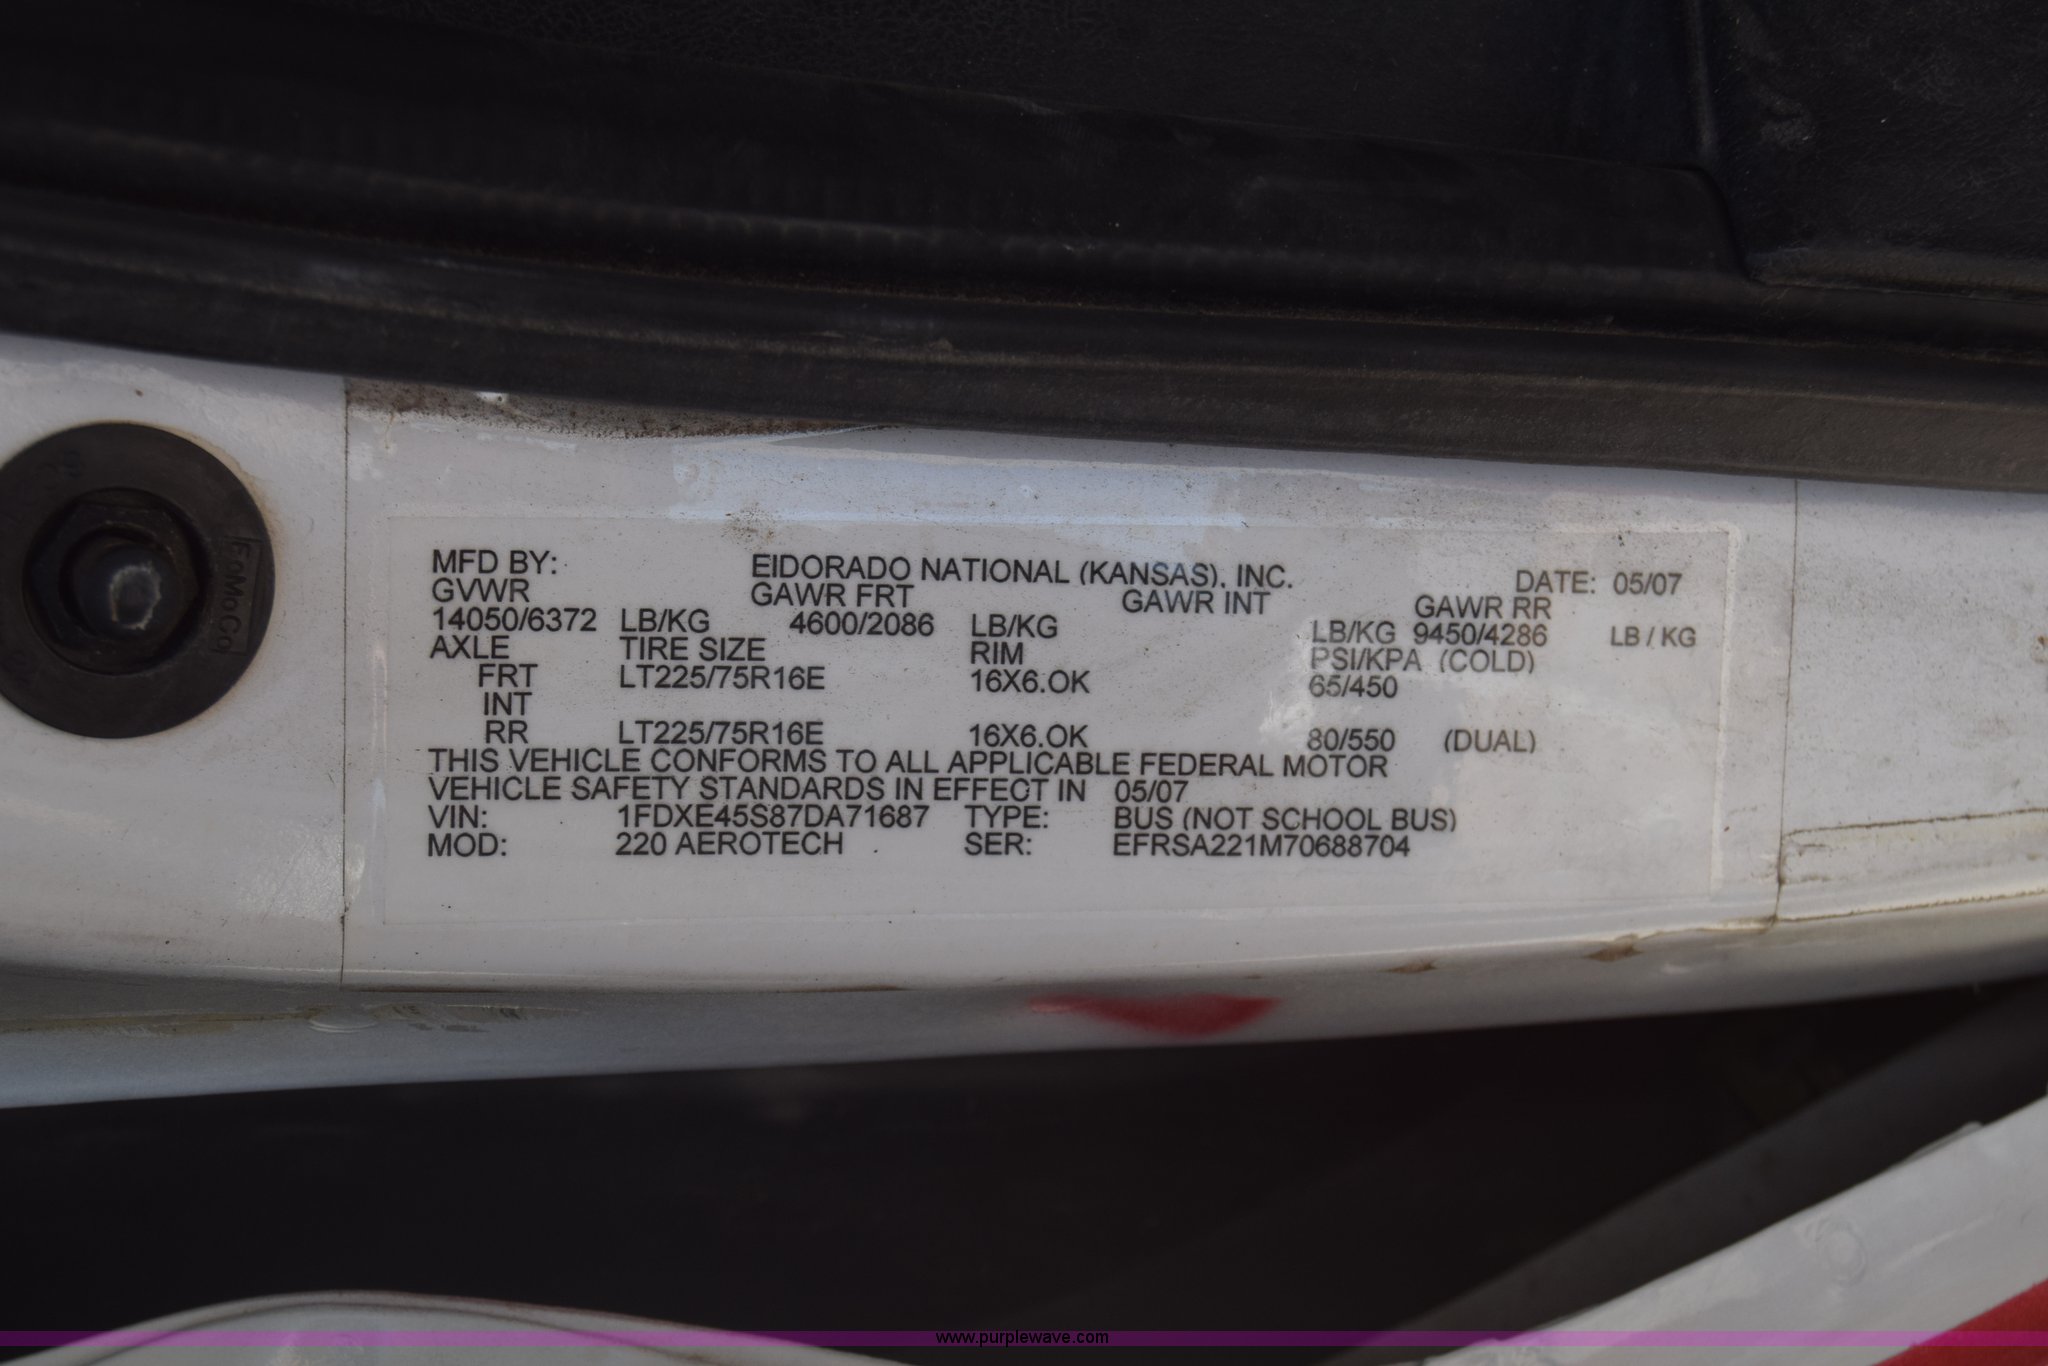 MFD BY: EIDORADO NATIONAL (KANSAS). INC. DATE: 05/07
GVWR GAWR FRT GAWR INT GAWR RR
14050/6372 LB/KG 4600/2086 LB/KG LB/KG 9450/4286 LB / KG
AXLE TIRE SIZE RIM PSI/KPA (COLD)
FRT LT225/75R16E 16X6.OK 65/450
INT
RR LT225/75R16E 16X6.OK 80/550 (DUAL)
THIS VEHICLE CONFORMS TO ALL APPLICABLE FEDERAL MOTOR
VEHICLE SAFETY STANDARDS IN EFFECT IN 05/07
VIN: 1FDXE45S87DA71687 TYPE: BUS (NOT SCHOOL BUS)
MOD: 220 AEROTECH . SER: EFRSA221M70688704
FoMoCo
www.purplewave.com